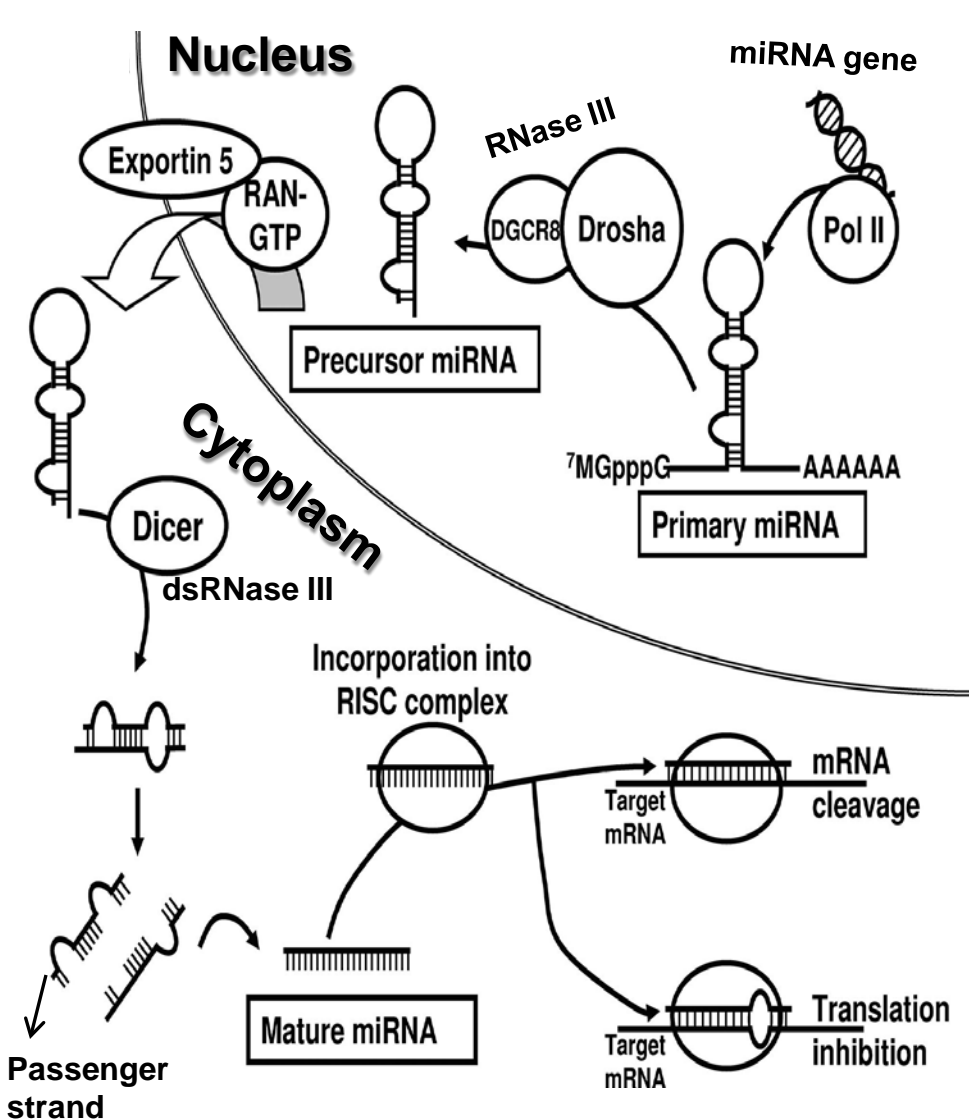 Nucleus
miRNA gene
RNase III
Exportin 5
RAN-
GTP
DGCR8
Drosha
Pol II
Precursor miRNA
⁷MGpppG
AAAAAA
Primary miRNA
Cytoplasm
Dicer
dsRNase III
Incorporation into
RISC complex
Target
mRNA
mRNA
cleavage
Mature miRNA
Target
mRNA
Translation
inhibition
Passenger
strand